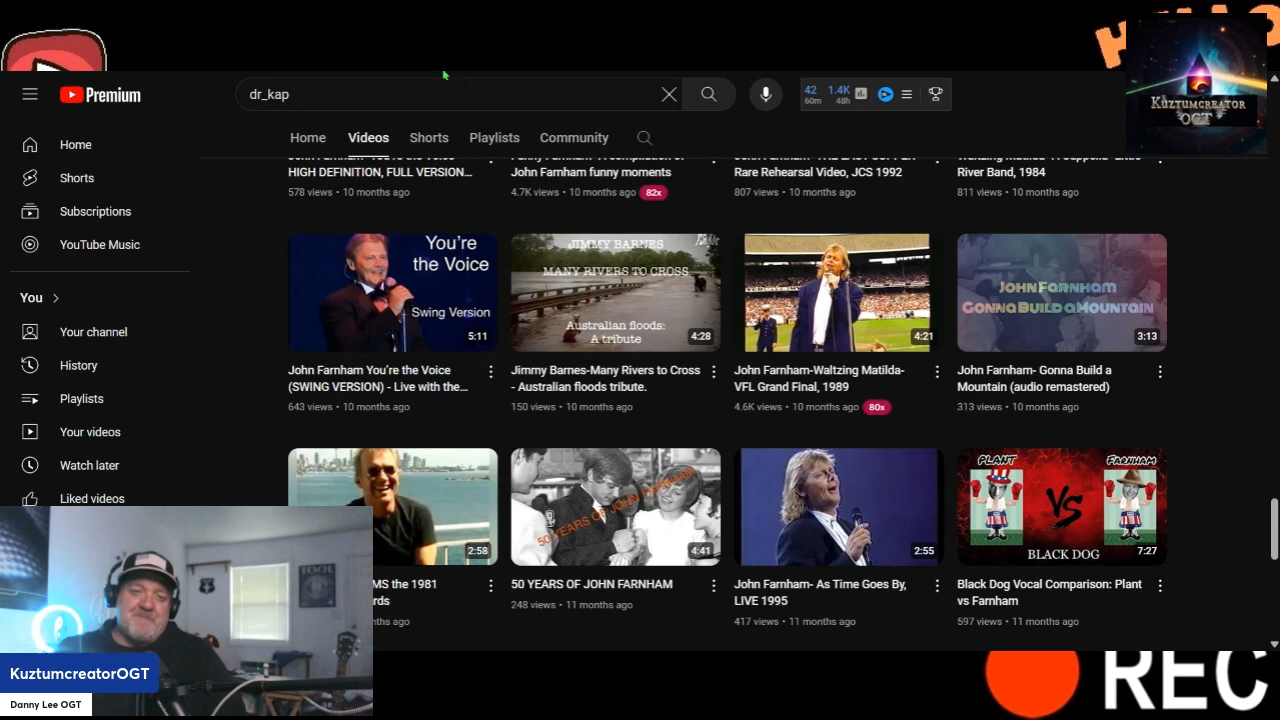 Premium
dr_kap
42
60m
1.4K
48h
KUZTUMCREATOR
OGT
Home
Videos
Shorts
Playlists
Community
Home
Shorts
Subscriptions
YouTube Music
You
Your channel
History
Playlists
Your videos
Watch later
Liked videos
HIGH DEFINITION, FULL VERSION...
578 views • 10 months ago
John Farnham funny moments
4.7K views • 10 months ago 82x
Rare Rehearsal Video, JCS 1992
807 views • 10 months ago
River Band, 1984
811 views • 10 months ago
You're
the Voice
Swing Version
5:11
JIMMY BARNES
MANY RIVERS TO CROSS
Australian floods:
A tribute
4:28
4:21
JOHN FARNHAM
GONNA BUILD A MOUNTAIN
3:13
John Farnham You're the Voice
(SWING VERSION) - Live with the...
643 views • 10 months ago
Jimmy Barnes-Many Rivers to Cross
- Australian floods tribute.
150 views • 10 months ago
John Farnham-Waltzing Matilda-
VFL Grand Final, 1989
4.6K views • 10 months ago 80x
John Farnham- Gonna Build a
Mountain (audio remastered)
313 views • 10 months ago
2:58
50 YEARS OF JOHN FARNHAM
4:41
2:55
PLANT
FARNHAM
VS
BLACK DOG
7:27
MS the 1981
rds
ths ago
50 YEARS OF JOHN FARNHAM
248 views • 11 months ago
John Farnham- As Time Goes By,
LIVE 1995
417 views • 11 months ago
Black Dog Vocal Comparison: Plant
vs Farnham
597 views • 11 months ago
TOOL
KuztumcreatorOGT
Danny Lee OGT
REC